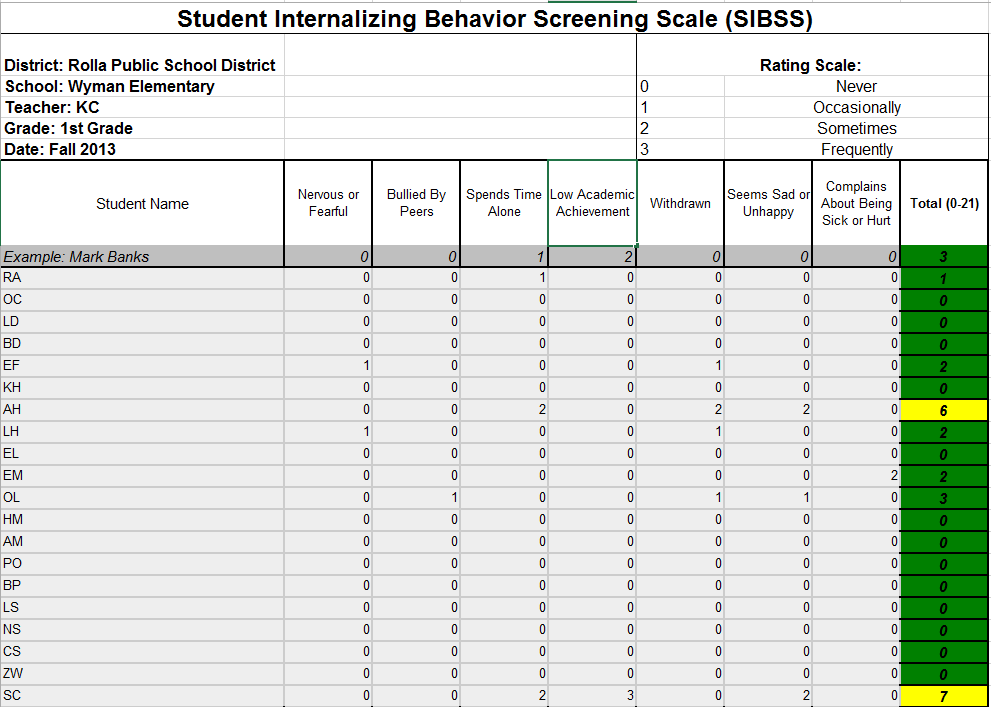 Student Internalizing Behavior Screening Scale (SIBSS)
District: Rolla Public School District Rating Scale:
School: Wyman Elementary 0 Never
Teacher: KC 1 Occasionally
Grade: 1st Grade 2 Sometimes
Date: Fall 2013 3 Frequently
Student Name Nervous or Fearful Bullied By Peers Spends Time Alone Low Academic Achievement Withdrawn Seems Sad or Unhappy Complains About Being Sick or Hurt Total (0-21)
Example: Mark Banks 0 0 1 2 0 0 0 3
RA 0 0 1 0 0 0 0 1
OC 0 0 0 0 0 0 0 0
LD 0 0 0 0 0 0 0 0
BD 0 0 0 0 0 0 0 0
EF 1 0 0 0 1 0 0 2
KH 0 0 0 0 0 0 0 0
AH 0 0 2 0 2 2 0 6
LH 1 0 0 0 1 0 0 2
EL 0 0 0 0 0 0 0 0
EM 0 0 0 0 0 0 2 2
OL 0 1 0 0 1 1 0 3
HM 0 0 0 0 0 0 0 0
AM 0 0 0 0 0 0 0 0
PO 0 0 0 0 0 0 0 0
BP 0 0 0 0 0 0 0 0
LS 0 0 0 0 0 0 0 0
NS 0 0 0 0 0 0 0 0
CS 0 0 0 0 0 0 0 0
ZW 0 0 0 0 0 0 0 0
SC 0 0 2 3 0 2 0 7